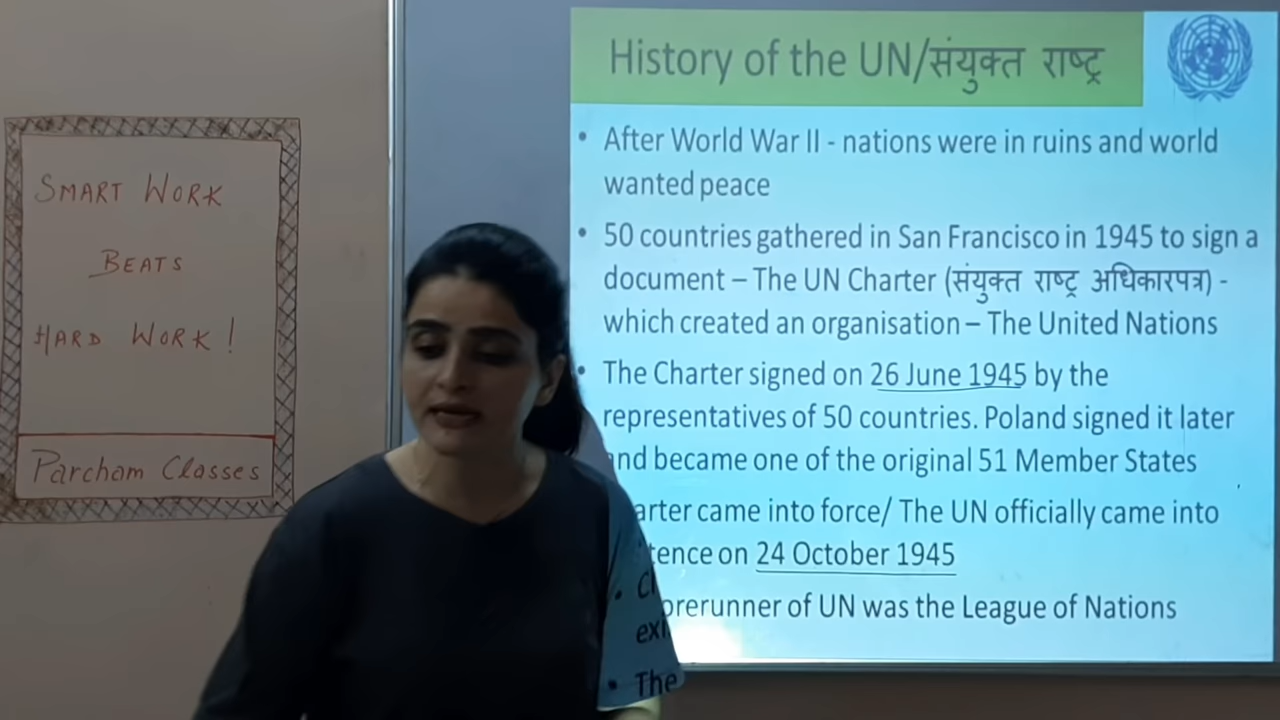 SMART WORK
BEATS
HARD WORK!
Parcham Classes
History of the UN/संयुक्त राष्ट्र
• After World War II - nations were in ruins and world
wanted peace
• 50 countries gathered in San Francisco in 1945 to sign a
document – The UN Charter (संयुक्त राष्ट्र अधिकारपत्र) -
which created an organisation – The United Nations
• The Charter signed on 26 June 1945 by the
representatives of 50 countries. Poland signed it later
and became one of the original 51 Member States
arter came into force/ The UN officially came into
tence on 24 October 1945
orerunner of UN was the League of Nations
• The